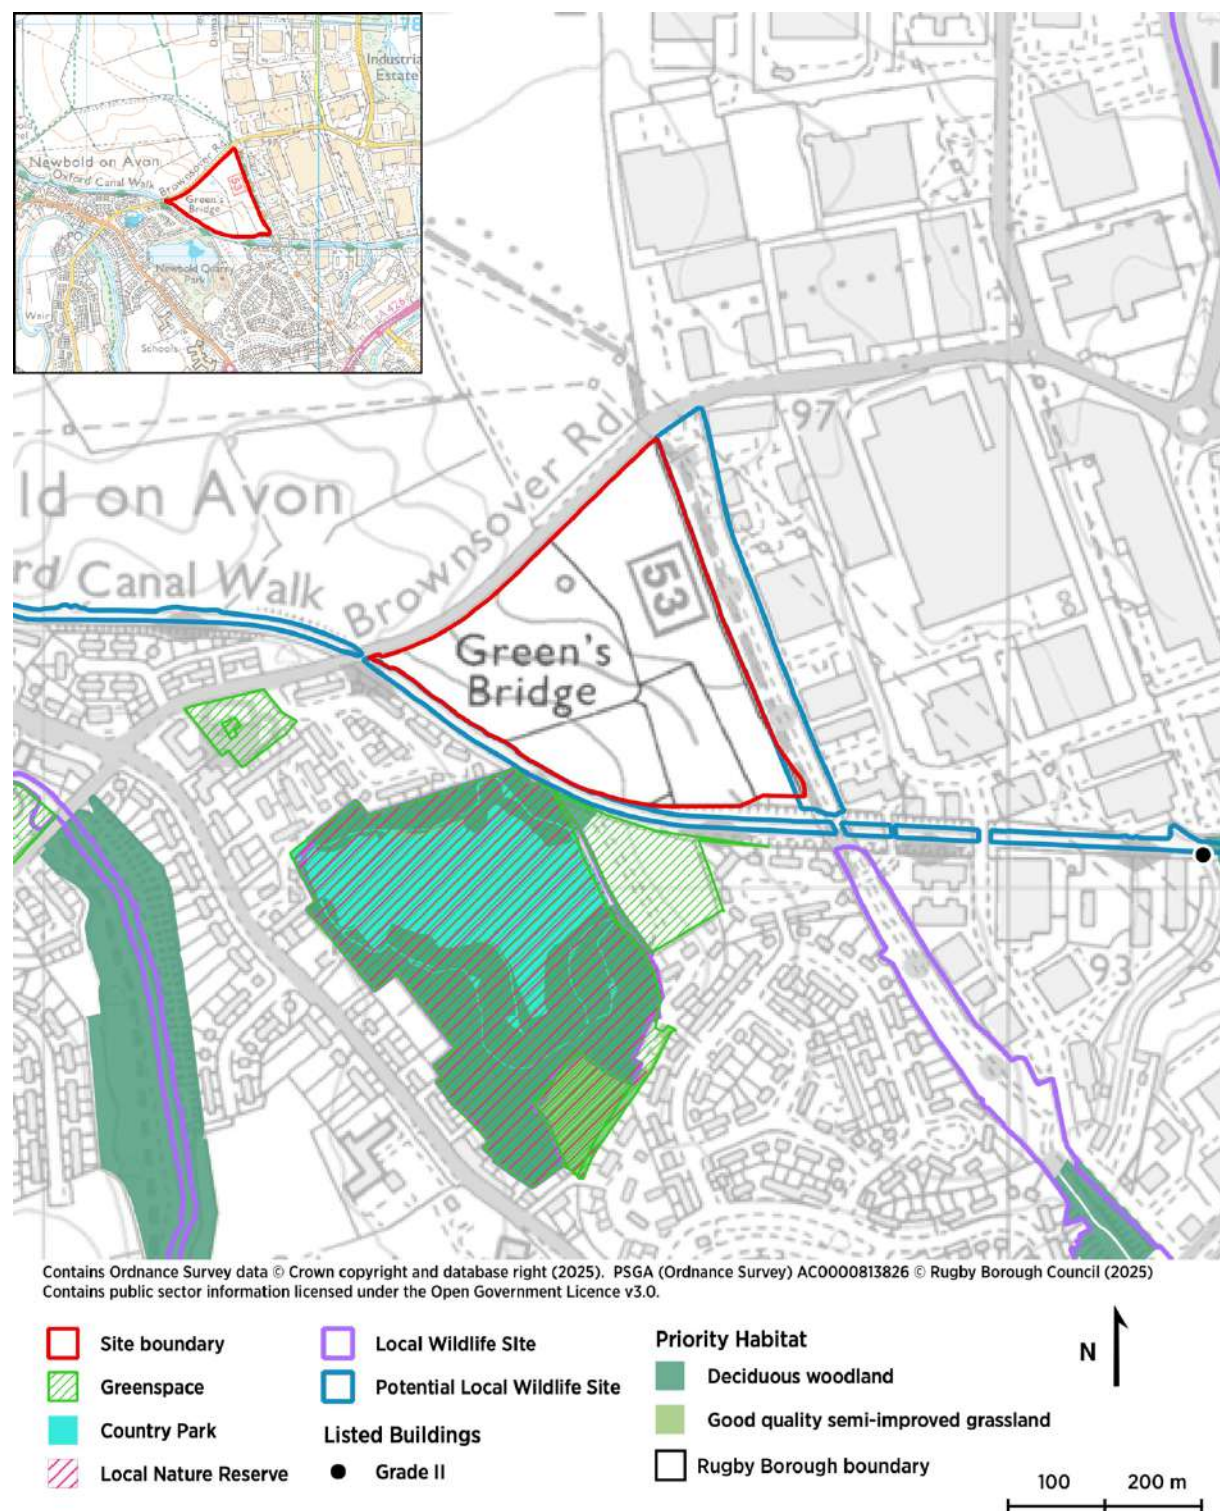 Industrial
Estate
Newbold on Avon
Oxford Canal Walk
Brownsover Rd
53
Green's
Bridge
PO
Newbold Quarry
Park
93
Weir
Schools
A 426
97
Brownsover Rd
ld on Avon
rd Canal Walk
53
Green's
Bridge
93
Contains Ordnance Survey data © Crown copyright and database right (2025). PSGA (Ordnance Survey) AC0000813826 © Rugby Borough Council (2025)
Contains public sector information licensed under the Open Government Licence v3.0.
Site boundary
Greenspace
Country Park
Local Nature Reserve
Local Wildlife SIte
Potential Local Wildlife Site
Listed Buildings
Grade II
Priority Habitat
Deciduous woodland
Good quality semi-improved grassland
Rugby Borough boundary
N
100 200 m